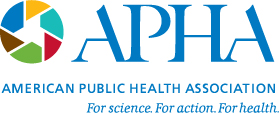 APHA
AMERICAN PUBLIC HEALTH ASSOCIATION
For science. For action. For health.